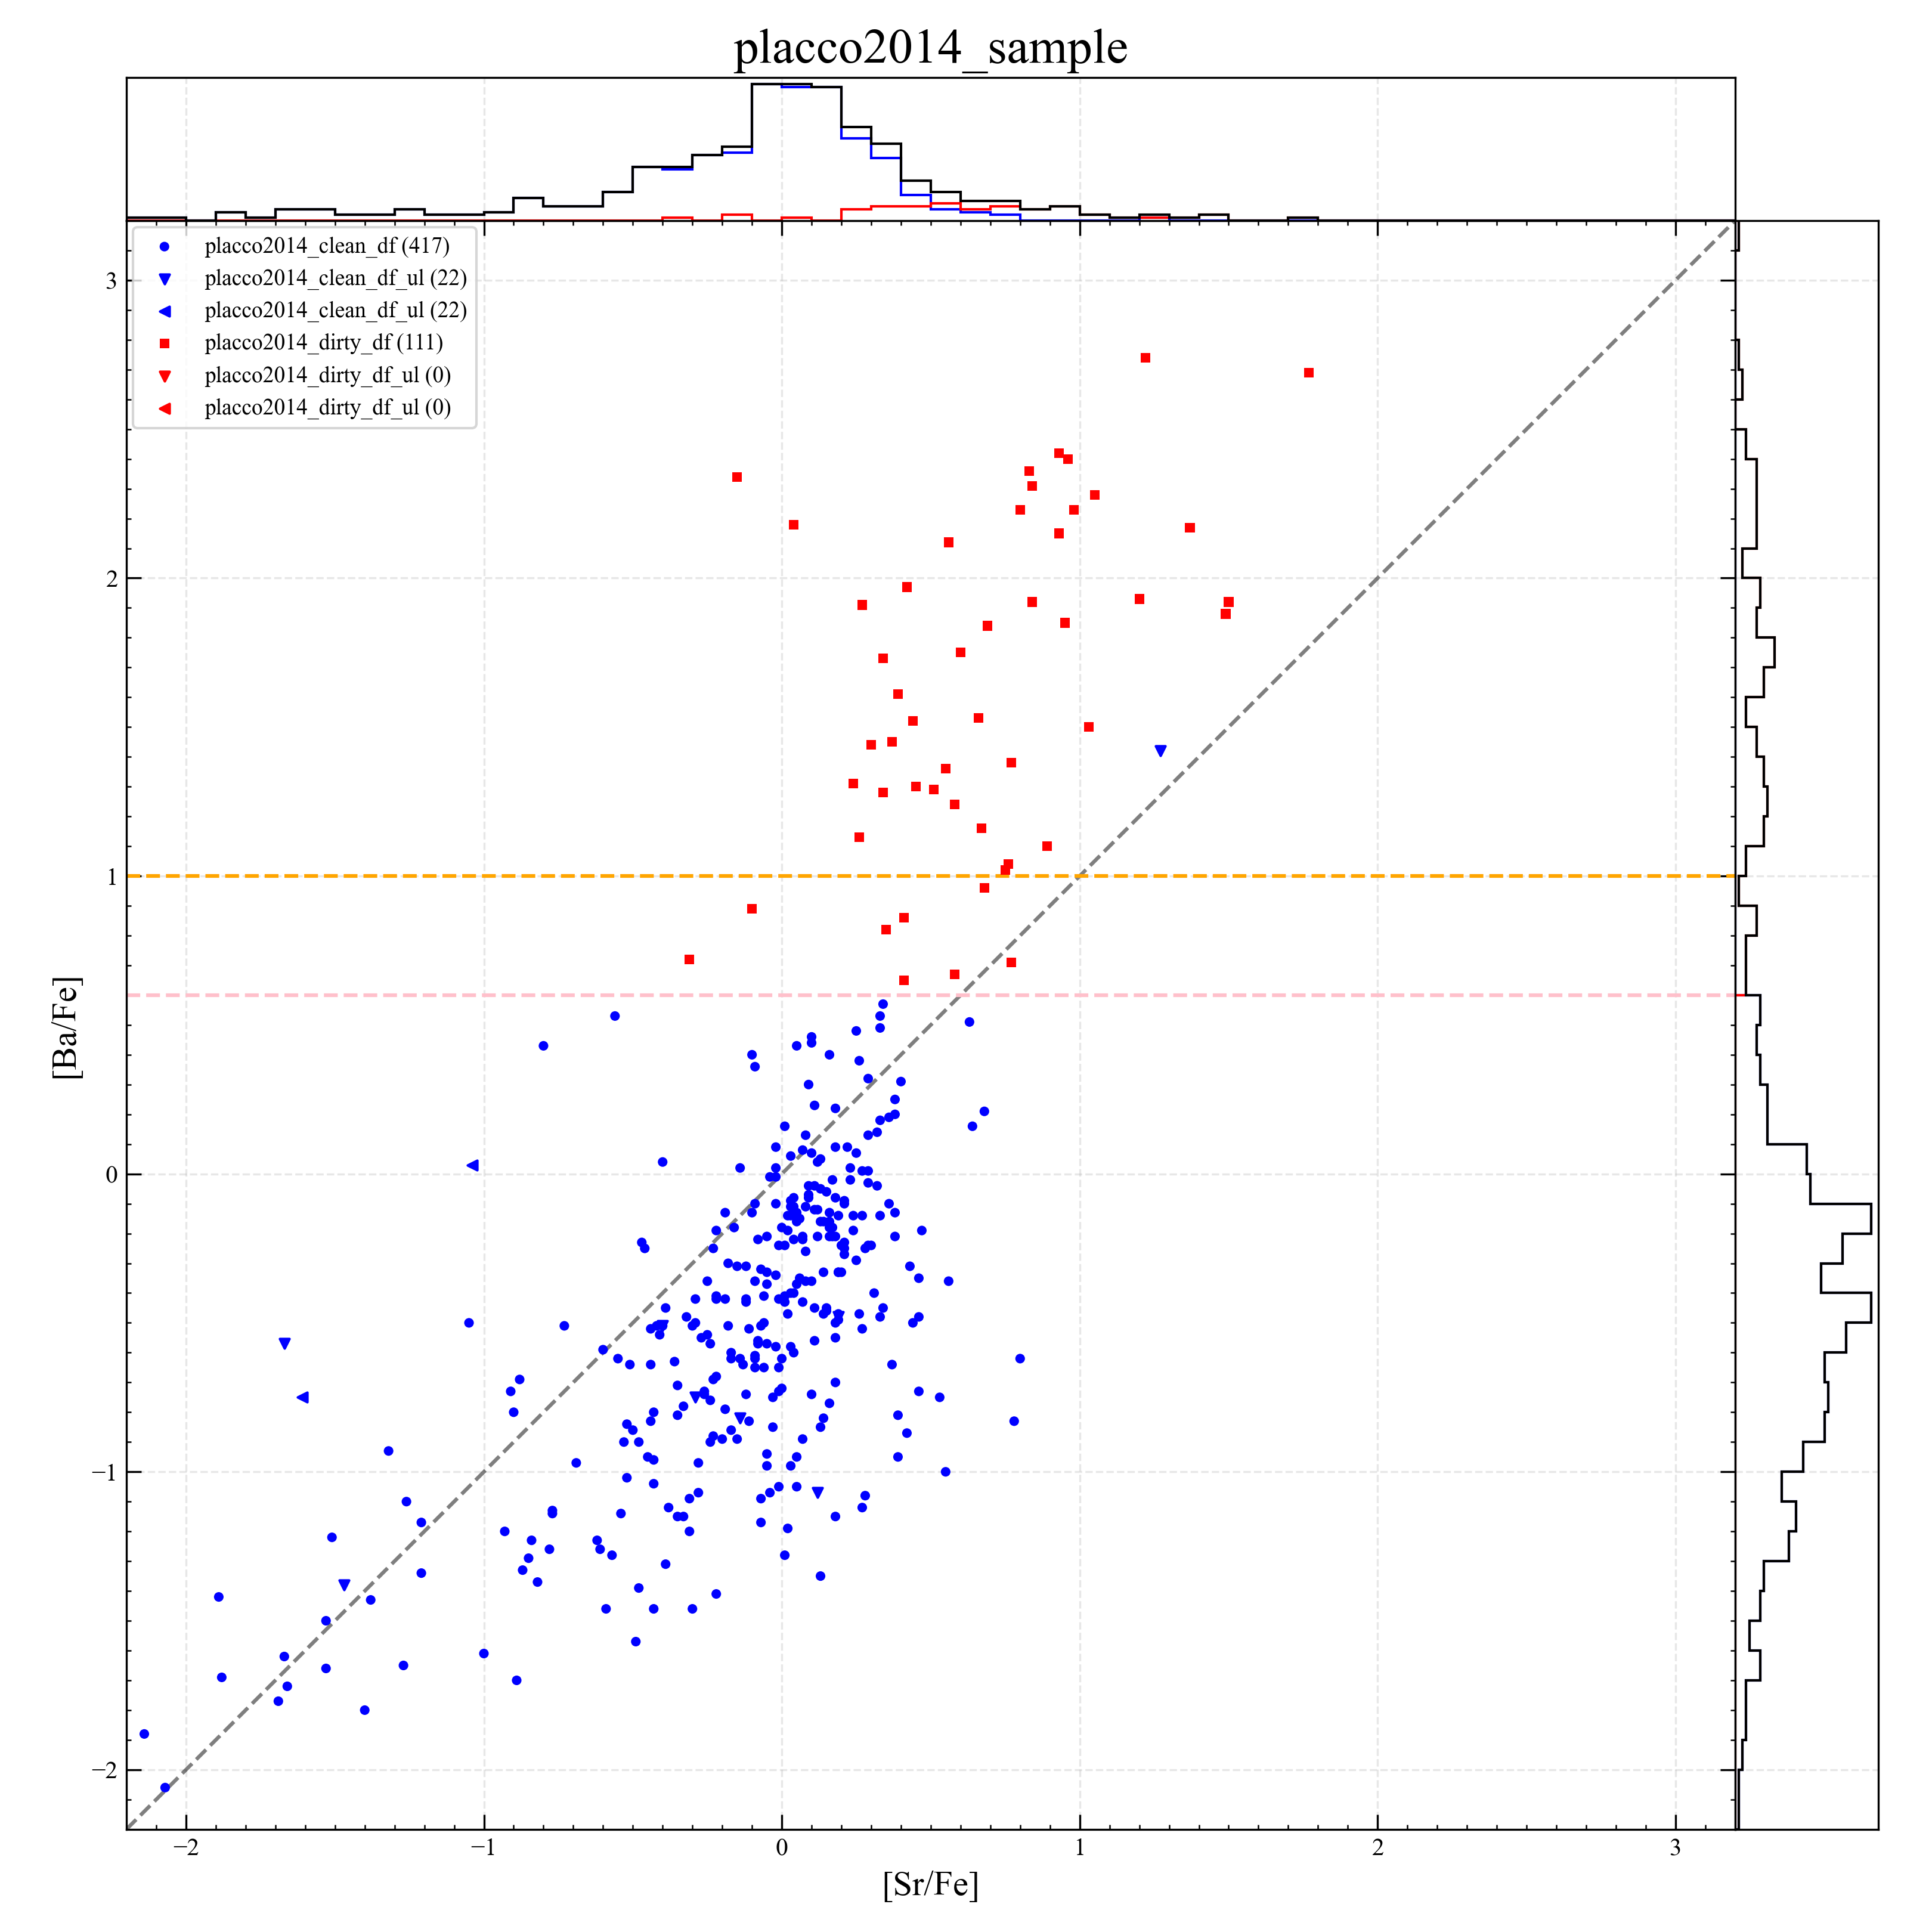 placco2014_sample
placco2014_clean_df (417)
placco2014_clean_df_ul (22)
placco2014_clean_df_ul (22)
placco2014_dirty_df (111)
placco2014_dirty_df_ul (0)
placco2014_dirty_df_ul (0)
3
2
1
0
−1
−2
[Ba/Fe]
−2 −1 0 1 2 3
[Sr/Fe]